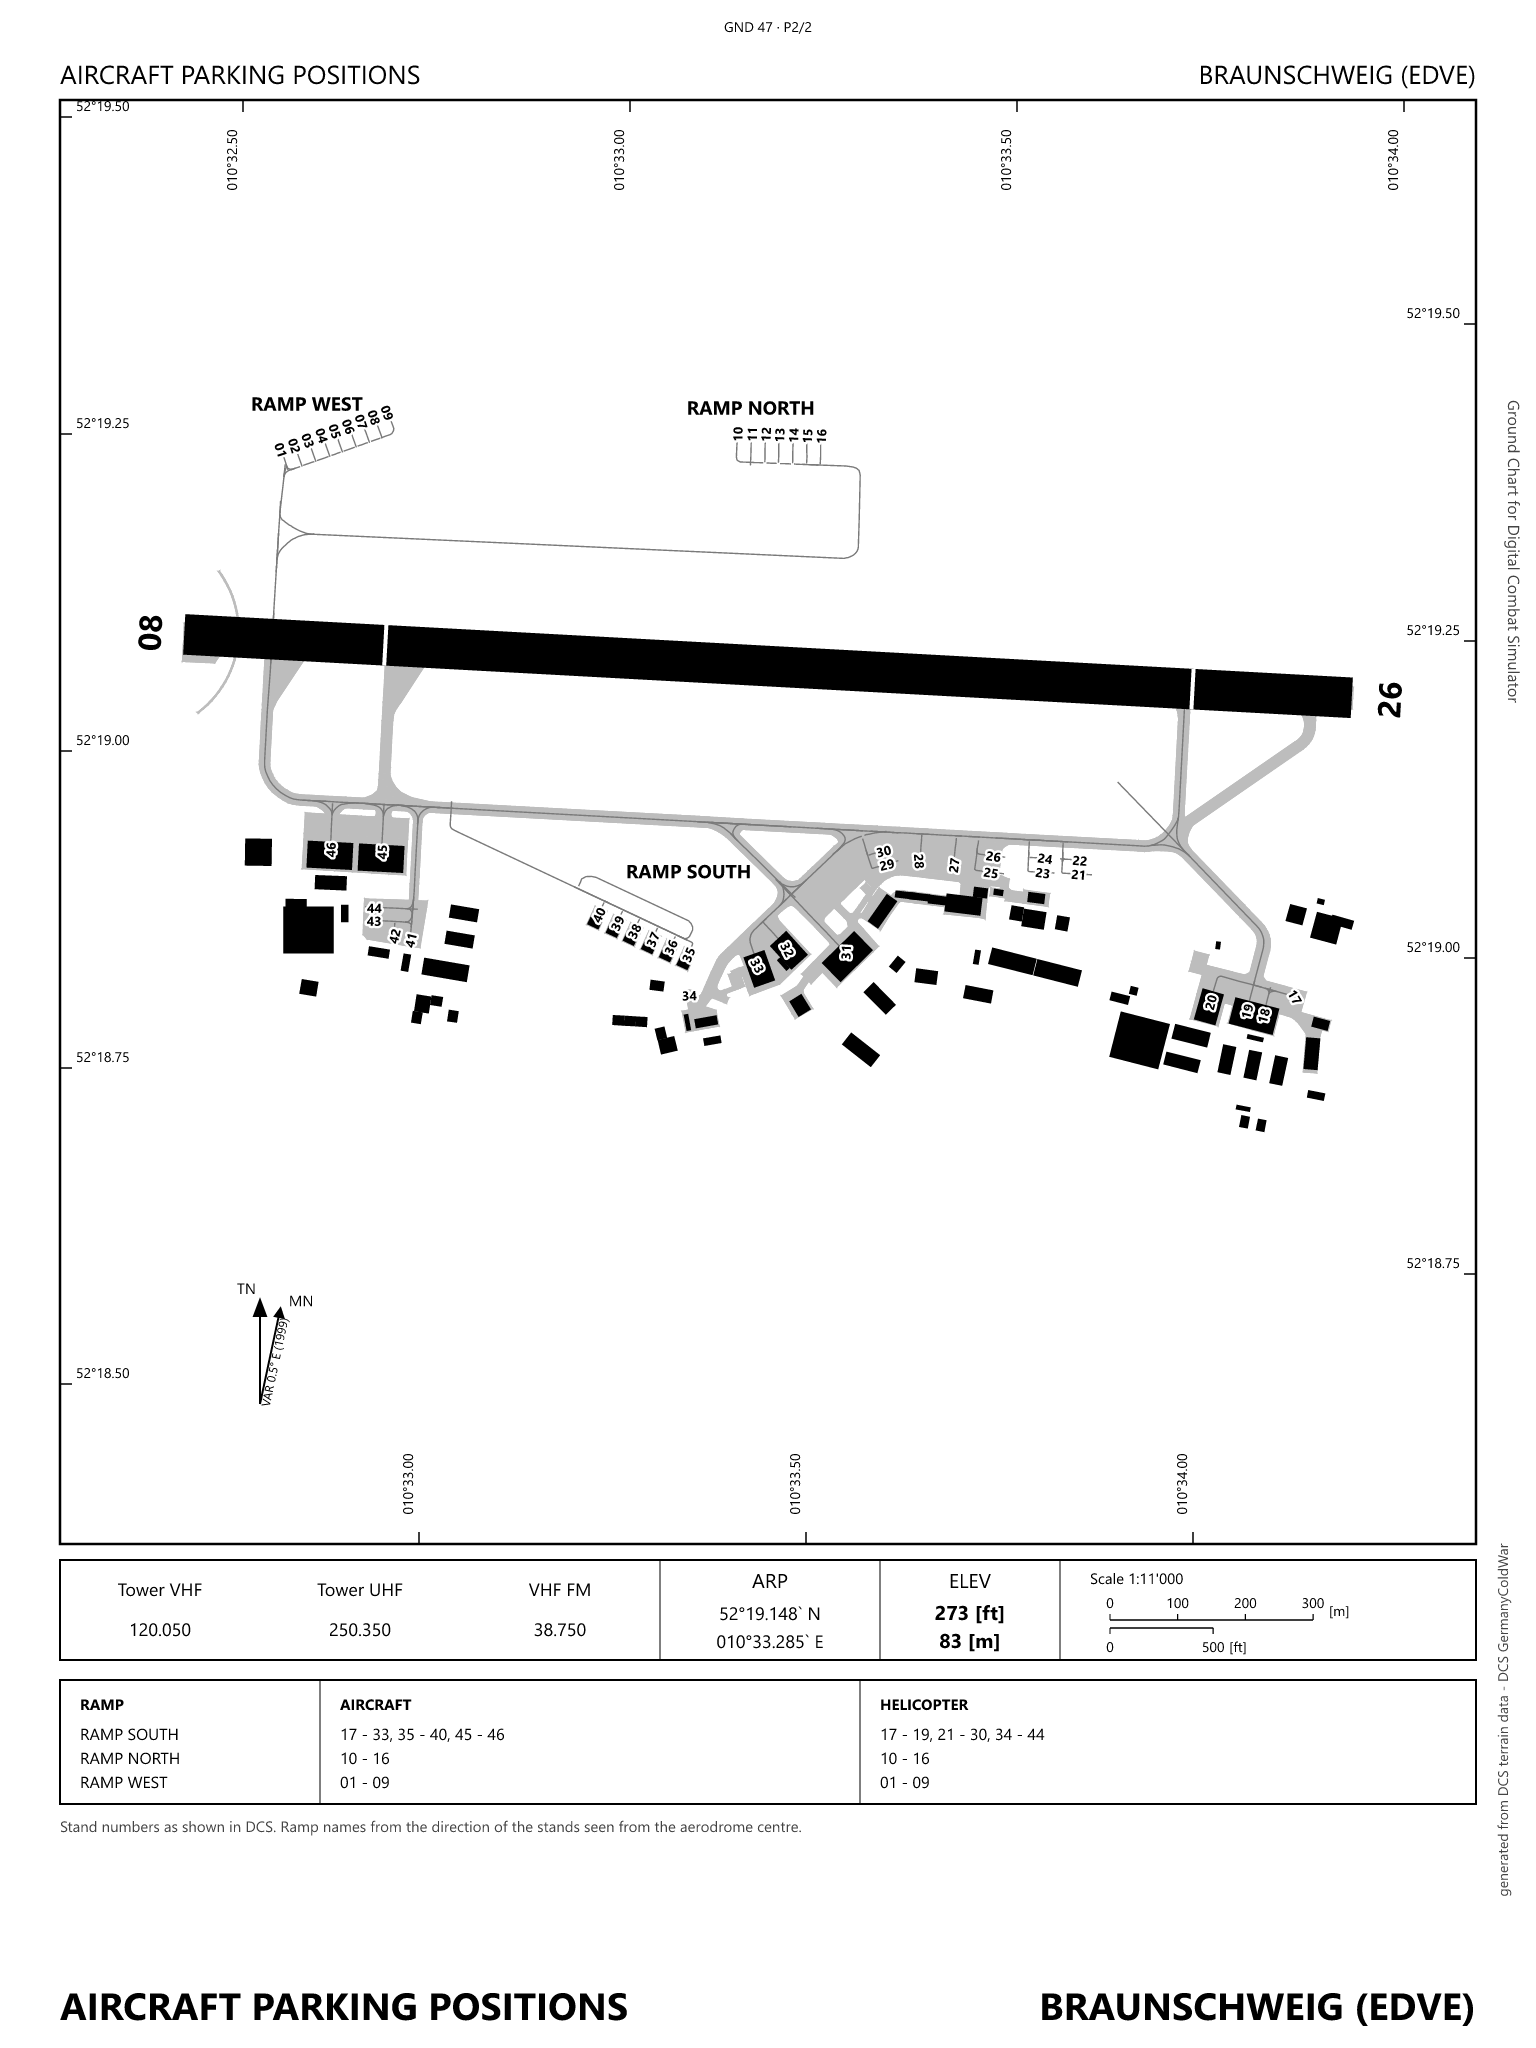 GND 47 · P2/2
AIRCRAFT PARKING POSITIONS
BRAUNSCHWEIG (EDVE)
52°19.50
010°32.50
010°33.00
010°33.50
010°34.00
52°19.50
52°19.25
RAMP WEST
01
02
03
04
05
06
07
08
09
RAMP NORTH
10
11
12
13
14
15
16
Ground Chart for Digital Combat Simulator
08
52°19.25
26
52°19.00
46
45
RAMP SOUTH
30
29
28
27
26
25
24
23
22
21
44
43
42
41
40
39
38
37
36
35
34
33
32
31
52°19.00
20
19
18
17
52°18.75
52°18.75
TN
MN
VAR 0.5° E (1999)
52°18.50
010°33.00
010°33.50
010°34.00
Tower VHF
120.050
Tower UHF
250.350
VHF FM
38.750
ARP
52°19.148` N
010°33.285` E
ELEV
273 [ft]
83 [m]
Scale 1:11'000
0 100 200 300 [m]
0 500 [ft]
RAMP AIRCRAFT HELICOPTER
RAMP SOUTH 17 - 33, 35 - 40, 45 - 46 17 - 19, 21 - 30, 34 - 44
RAMP NORTH 10 - 16 10 - 16
RAMP WEST 01 - 09 01 - 09
Stand numbers as shown in DCS. Ramp names from the direction of the stands seen from the aerodrome centre.
generated from DCS terrain data - DCS GermanyColdWar
AIRCRAFT PARKING POSITIONS
BRAUNSCHWEIG (EDVE)